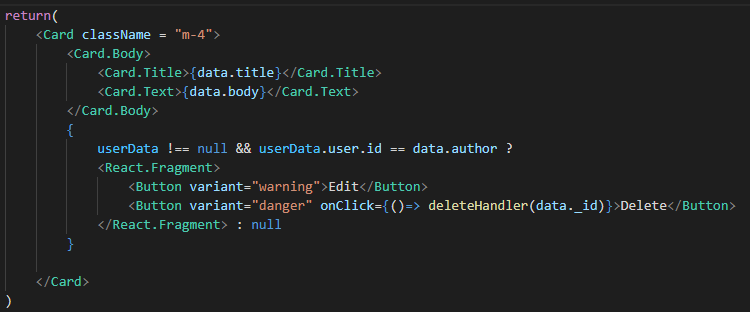 return(
    <Card className = "m-4">
        <Card.Body>
            <Card.Title>{data.title}</Card.Title>
            <Card.Text>{data.body}</Card.Text>
        </Card.Body>
        {
            userData !== null && userData.user.id == data.author ?
            <React.Fragment>
                <Button variant="warning">Edit</Button>
                <Button variant="danger" onClick={()=> deleteHandler(data._id)}>Delete</Button>
            </React.Fragment> : null
        }
    </Card>
)